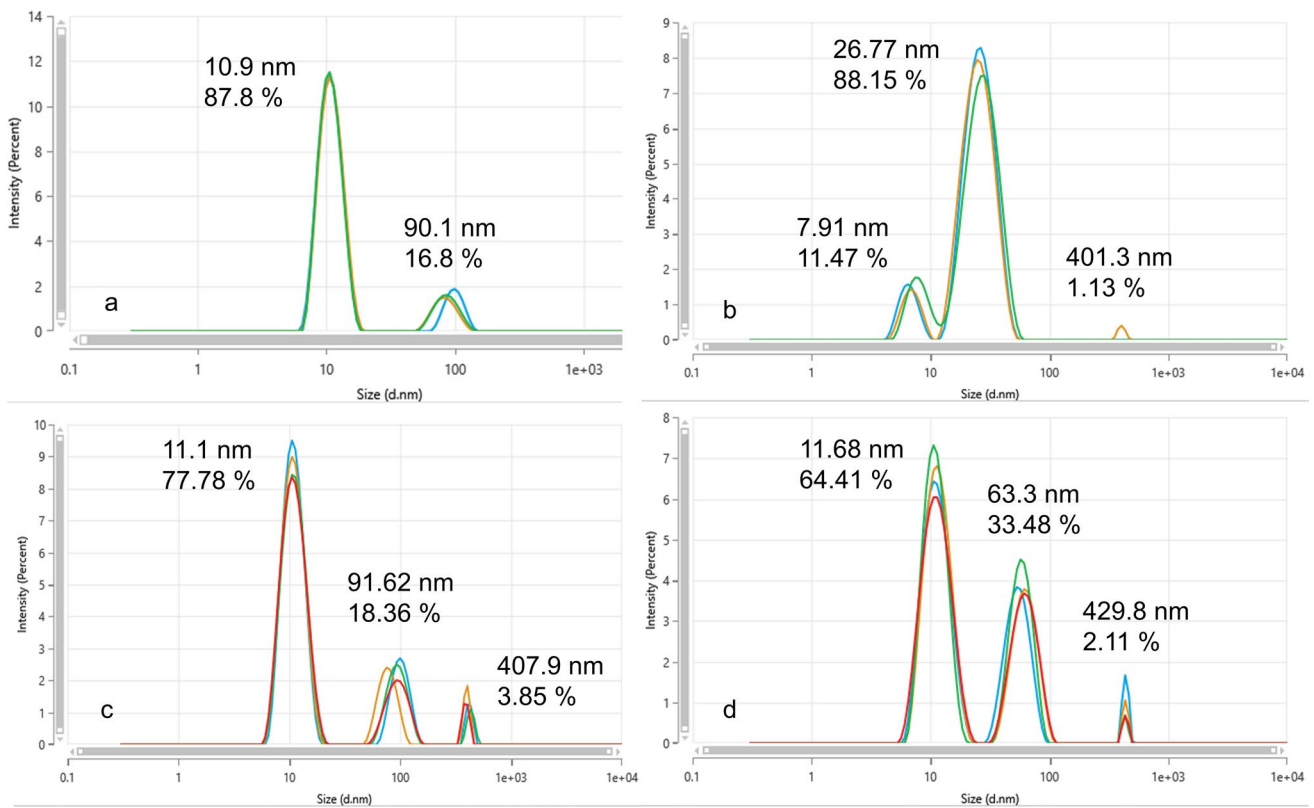 14
12
10
8
6
4
2
0
Intensity (Percent)
10.9 nm
87.8 %
90.1 nm
16.8 %
a
0.1
1
10
100
1e+03
Size (d.nm)
9
8
7
6
5
4
3
2
1
0
Intensity (Percent)
26.77 nm
88.15 %
7.91 nm
11.47 %
401.3 nm
1.13 %
b
0.1
1
10
100
1e+03
1e+04
Size (d.nm)
10
9
8
7
6
5
4
3
2
1
0
Intensity (Percent)
11.1 nm
77.78 %
91.62 nm
18.36 %
407.9 nm
3.85 %
c
0.1
1
10
100
1e+03
1e+04
Size (d.nm)
8
7
6
5
4
3
2
1
0
Intensity (Percent)
11.68 nm
64.41 %
63.3 nm
33.48 %
429.8 nm
2.11 %
d
0.1
1
10
100
1e+03
1e+04
Size (d.nm)